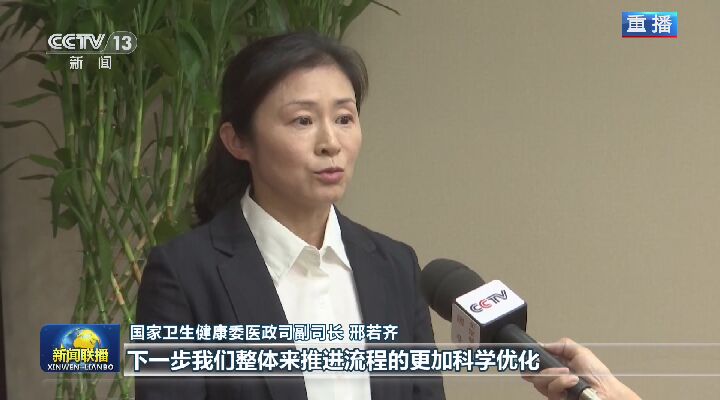 CCTV 13
新闻
重播
CCTV
国家卫生健康委医政司副司长 邢若齐
新闻联播
XINWEN-LIANBO
下一步我们整体来推进流程的更加科学优化